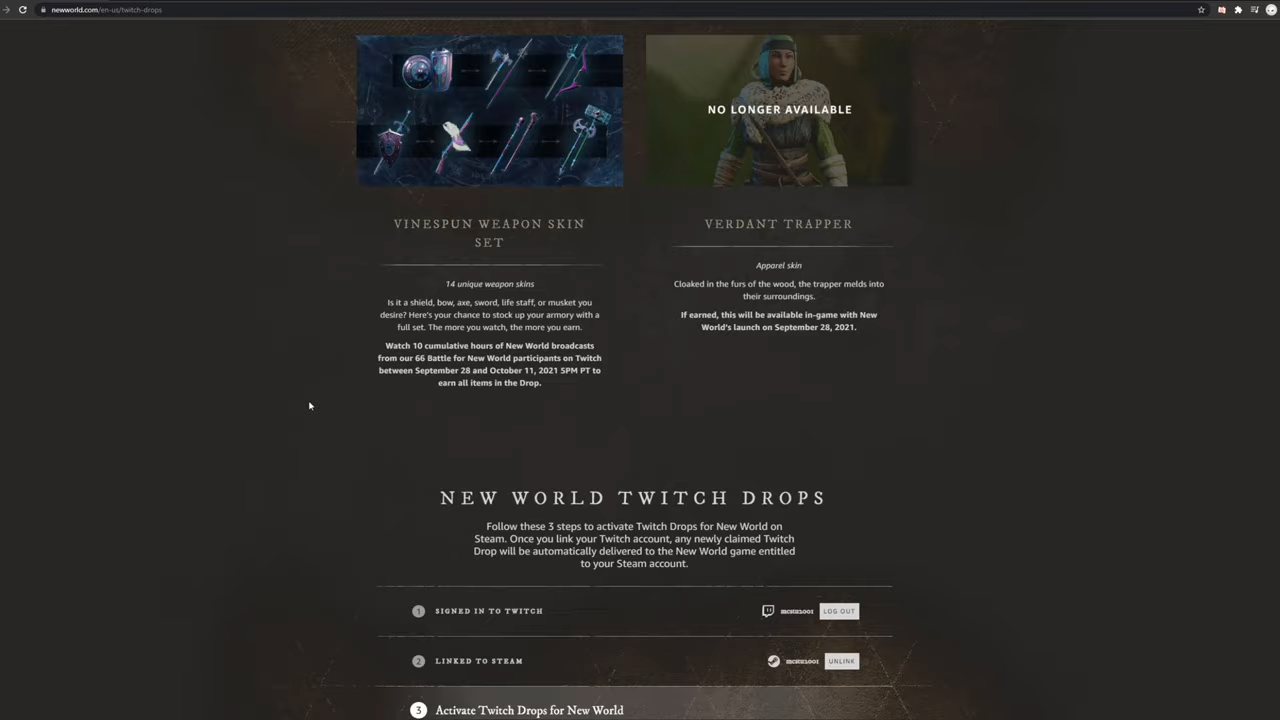 newworld.com/en-us/twitch-drops
NO LONGER AVAILABLE
VINESPUN WEAPON SKIN
SET
14 unique weapon skins
Is it a shield, bow, axe, sword, life staff, or musket you
desire? Here's your chance to stock up your armory with a
full set. The more you watch, the more you earn.
Watch 10 cumulative hours of New World broadcasts
from our 66 Battle for New World participants on Twitch
between September 28 and October 11, 2021 5PM PT to
earn all items in the Drop.
VERDANT TRAPPER
Apparel skin
Cloaked in the furs of the wood, the trapper melds into
their surroundings.
If earned, this will be available in-game with New
World's launch on September 28, 2021.
NEW WORLD TWITCH DROPS
Follow these 3 steps to activate Twitch Drops for New World on
Steam. Once you link your Twitch account, any newly claimed Twitch
Drop will be automatically delivered to the New World game entitled
to your Steam account.
1 SIGNED IN TO TWITCH LOG OUT
2 LINKED TO STEAM UNLINK
3 Activate Twitch Drops for New World